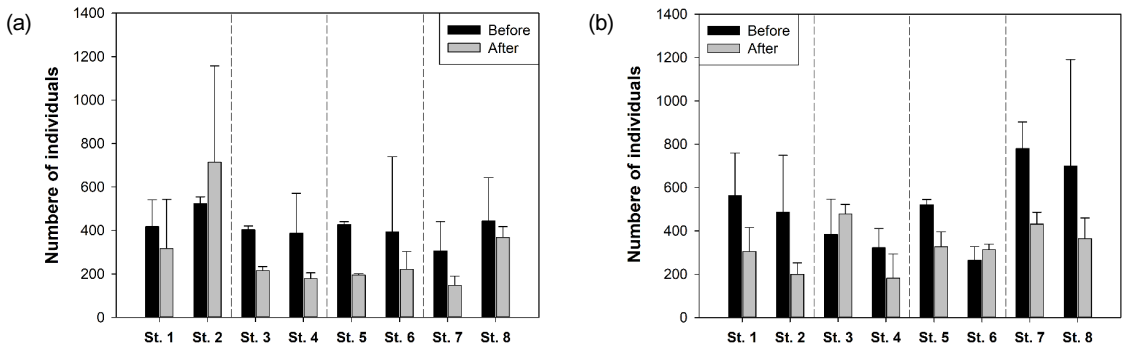 (a)
Numbere of individuals
1400
1200
1000
800
600
400
200
0
Before
After
St. 1 St. 2 St. 3 St. 4 St. 5 St. 6 St. 7 St. 8
(b)
Numbere of individuals
1400
1200
1000
800
600
400
200
0
Before
After
St. 1 St. 2 St. 3 St. 4 St. 5 St. 6 St. 7 St. 8